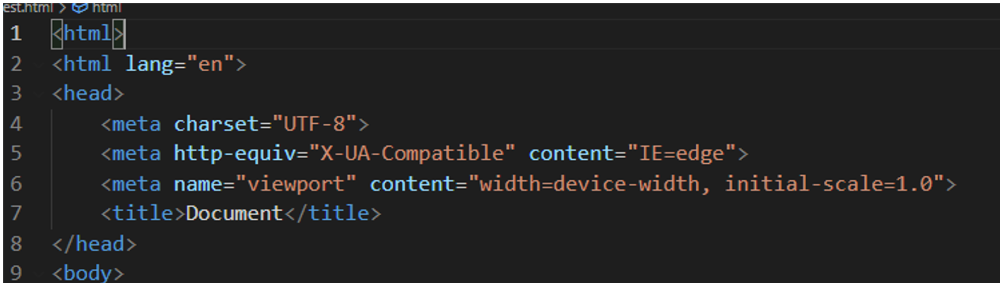 est.html > html
1 <html>
2 <html lang="en">
3 <head>
4 <meta charset="UTF-8">
5 <meta http-equiv="X-UA-Compatible" content="IE=edge">
6 <meta name="viewport" content="width=device-width, initial-scale=1.0">
7 <title>Document</title>
8 </head>
9 <body>